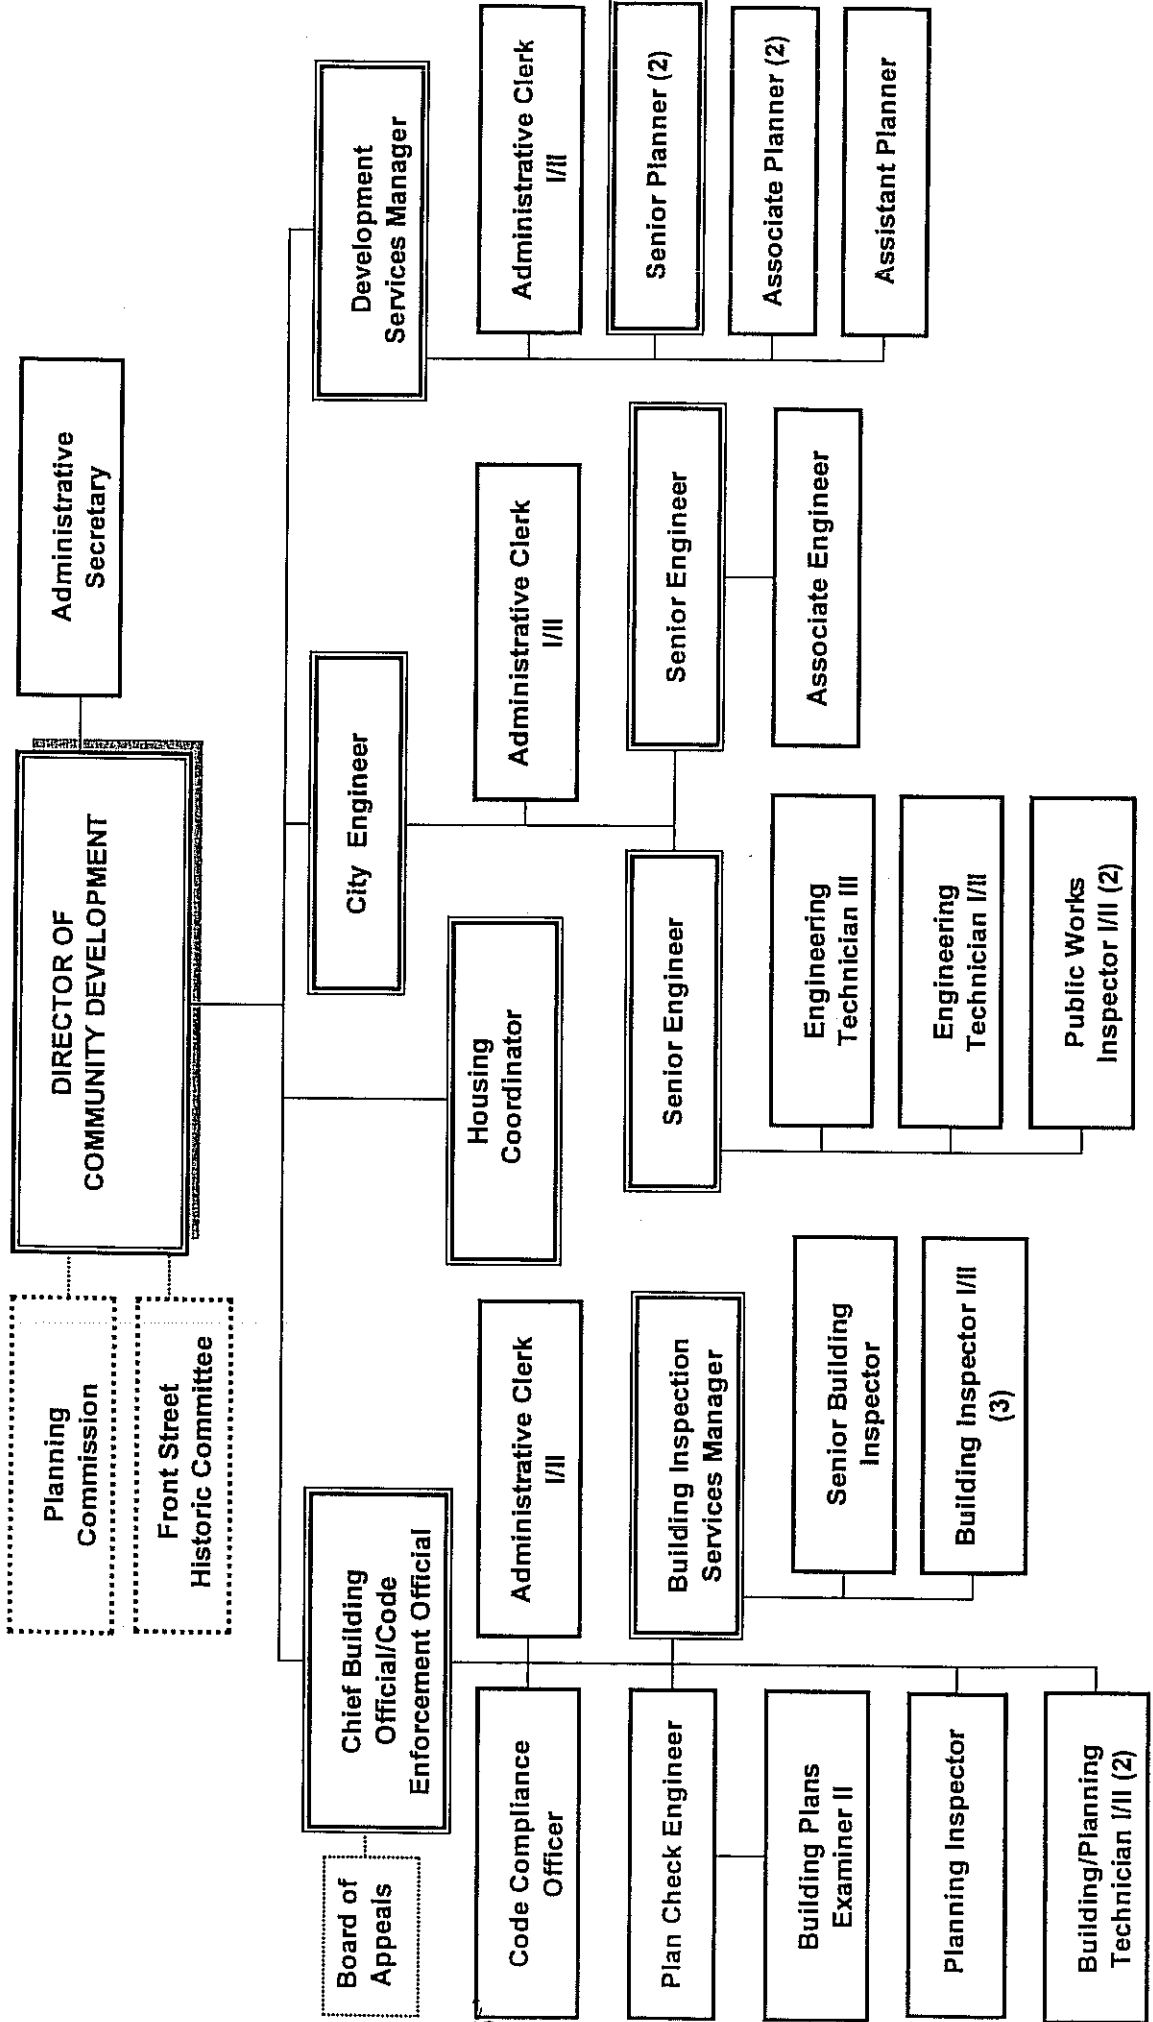 Planning
Commission
Front Street
Historic Committee
DIRECTOR OF
COMMUNITY DEVELOPMENT
Administrative
Secretary
Board of
Appeals
Chief Building
Official/Code
Enforcement Official
Housing
Coordinator
City Engineer
Development
Services Manager
Code Compliance
Officer
Administrative Clerk
I/II
Plan Check Engineer
Building Inspection
Services Manager
Building Plans
Examiner II
Senior Building
Inspector
Planning Inspector
Building Inspector I/II
(3)
Building/Planning
Technician I/II (2)
Administrative Clerk
I/II
Senior Engineer
Senior Engineer
Engineering
Technician III
Associate Engineer
Engineering
Technician I/II
Public Works
Inspector I/II (2)
Administrative Clerk
I/II
Senior Planner (2)
Associate Planner (2)
Assistant Planner